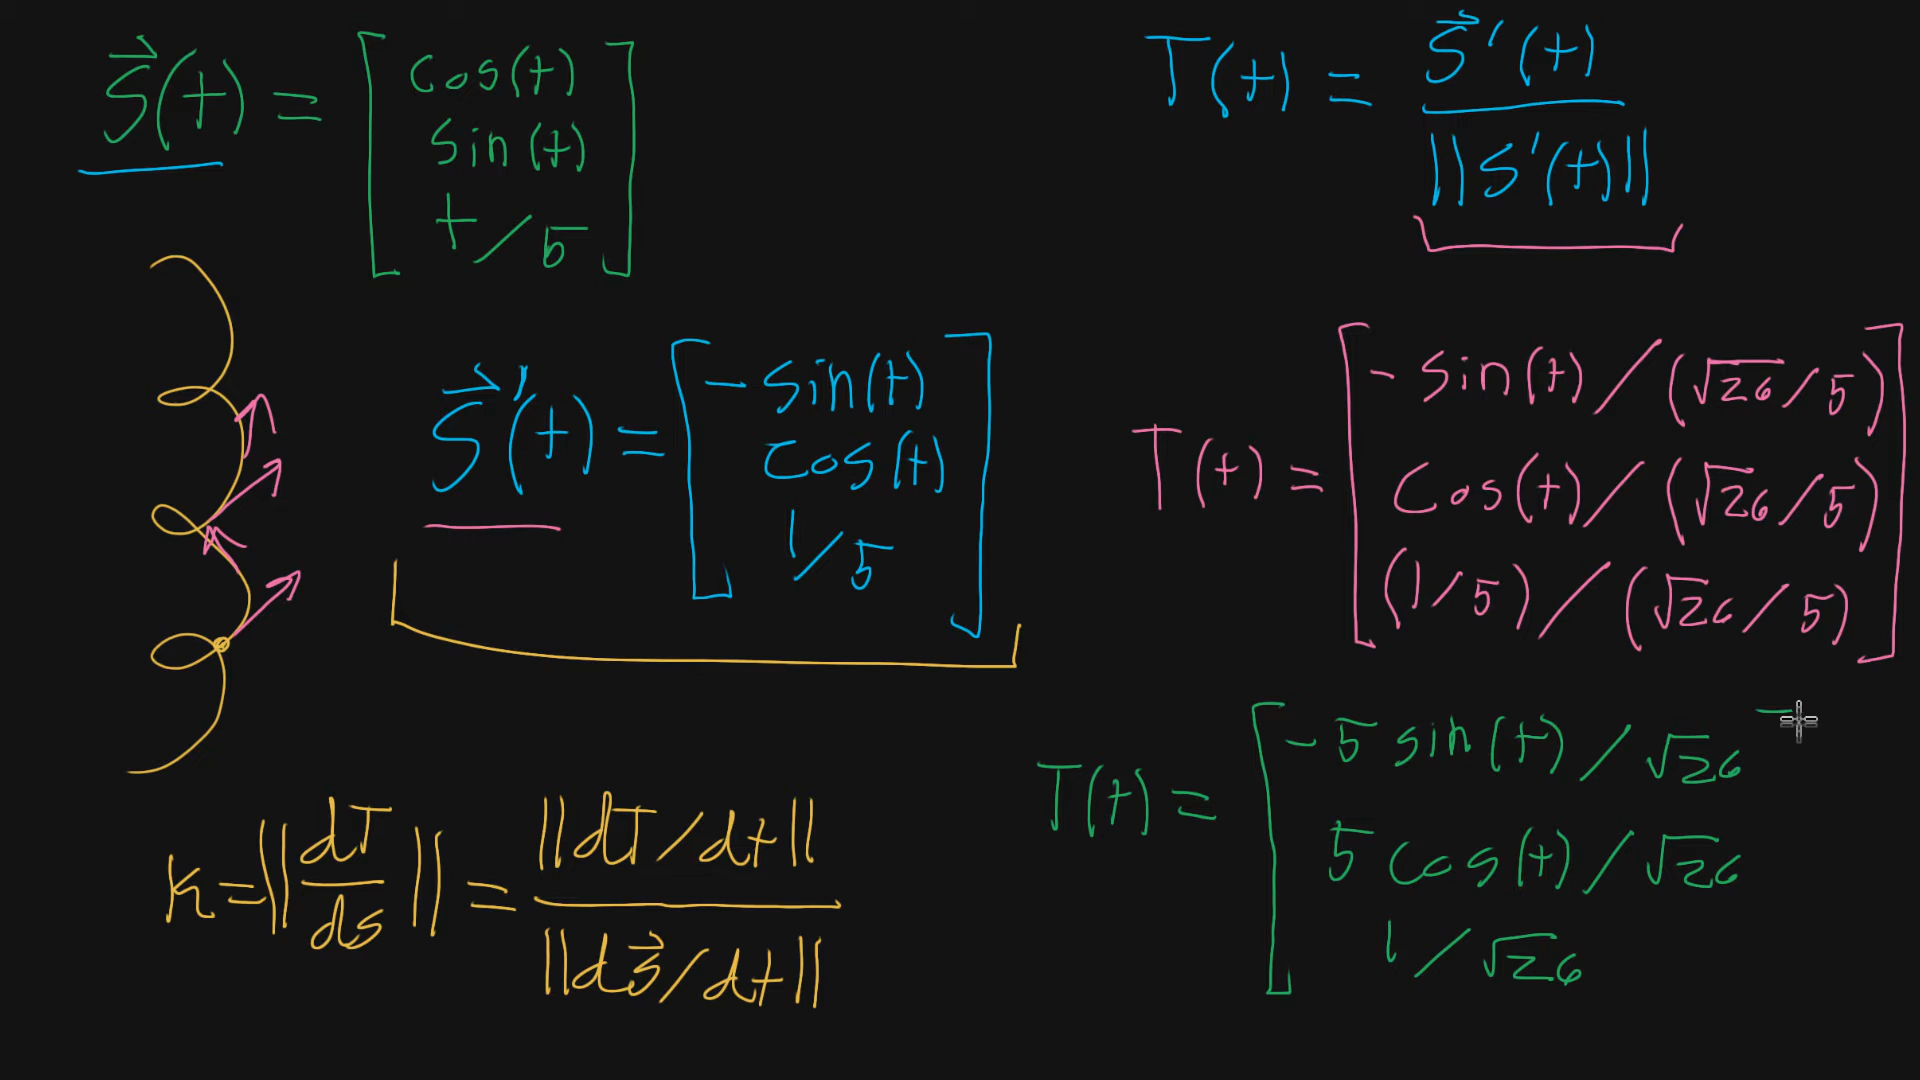 S⃗(t) = [cos(t)
sin(t)
t/5]
T(t) = S⃗'(t)
||S'(t)||
S⃗'(t) = [-sin(t)
cos(t)
1/5]
T(t) = [-sin(t)/(√26/5)
cos(t)/(√26/5)
(1/5)/(√26/5)]
κ = ||dT/ds|| = ||dT/dt||
||ds⃗/dt||
T(t) = [-5 sin(t)/√26
5 cos(t)/√26
1/√26